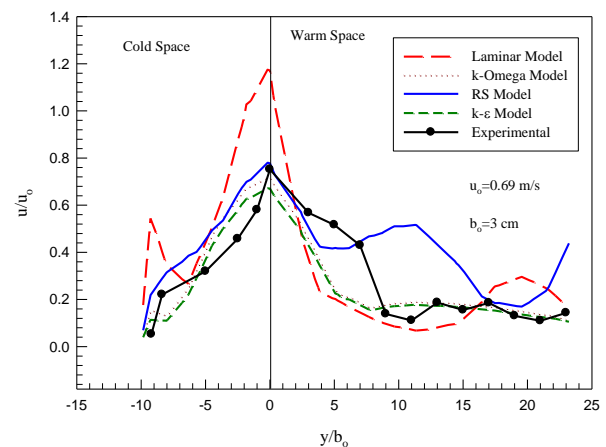 1.4
1.2
1.0
0.8
0.6
0.4
0.2
0.0
u/uo
Cold Space
Warm Space
Laminar Model
k-Omega Model
RS Model
k-ε Model
Experimental
uo=0.69 m/s
bo=3 cm
-15 -10 -5 0 5 10 15 20 25
y/bo